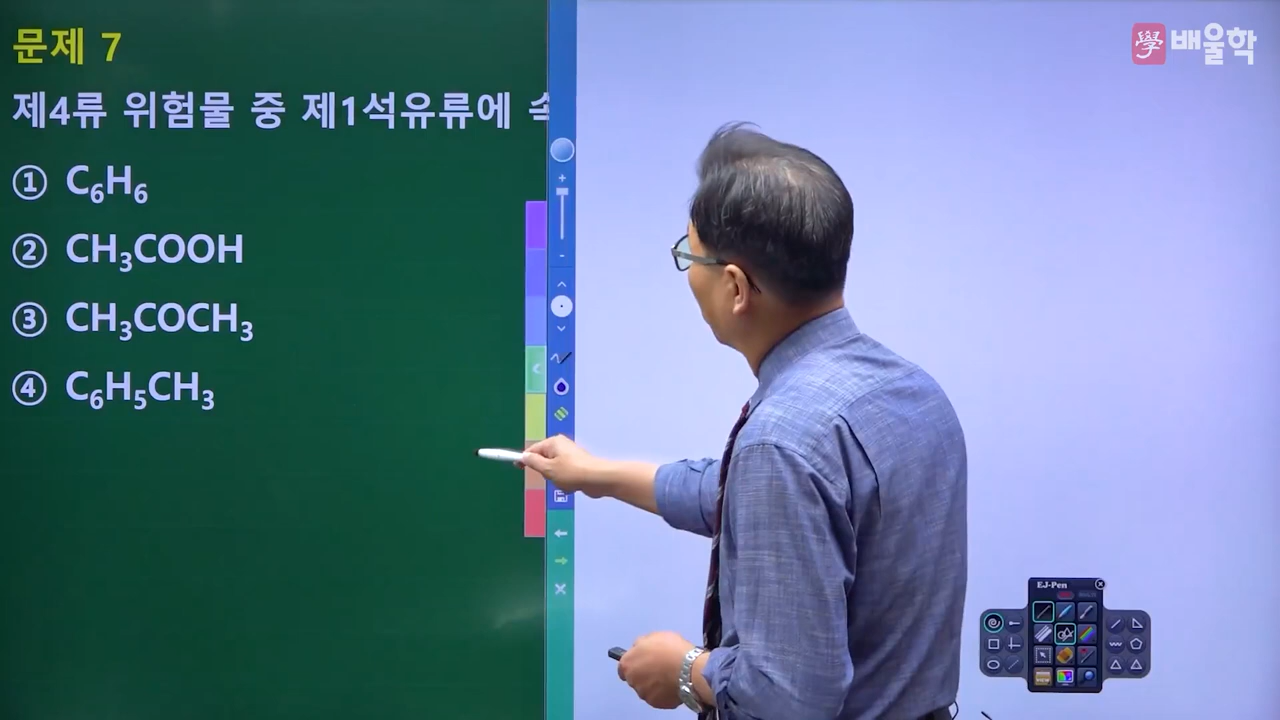 문제 7
學 배울학
제4류 위험물 중 제1석유류에
① C₆H₆
② CH₃COOH
③ CH₃COCH₃
④ C₆H₅CH₃
EJ-Pen